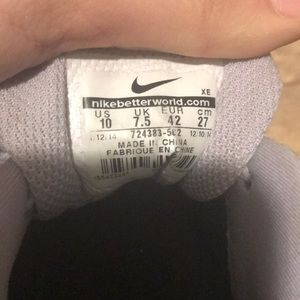 XE
nikebetterworld.com
US UK EUR cm
10 7.5 42 27
724383-502
MADE IN CHINA
FABRIQUE EN CHINE